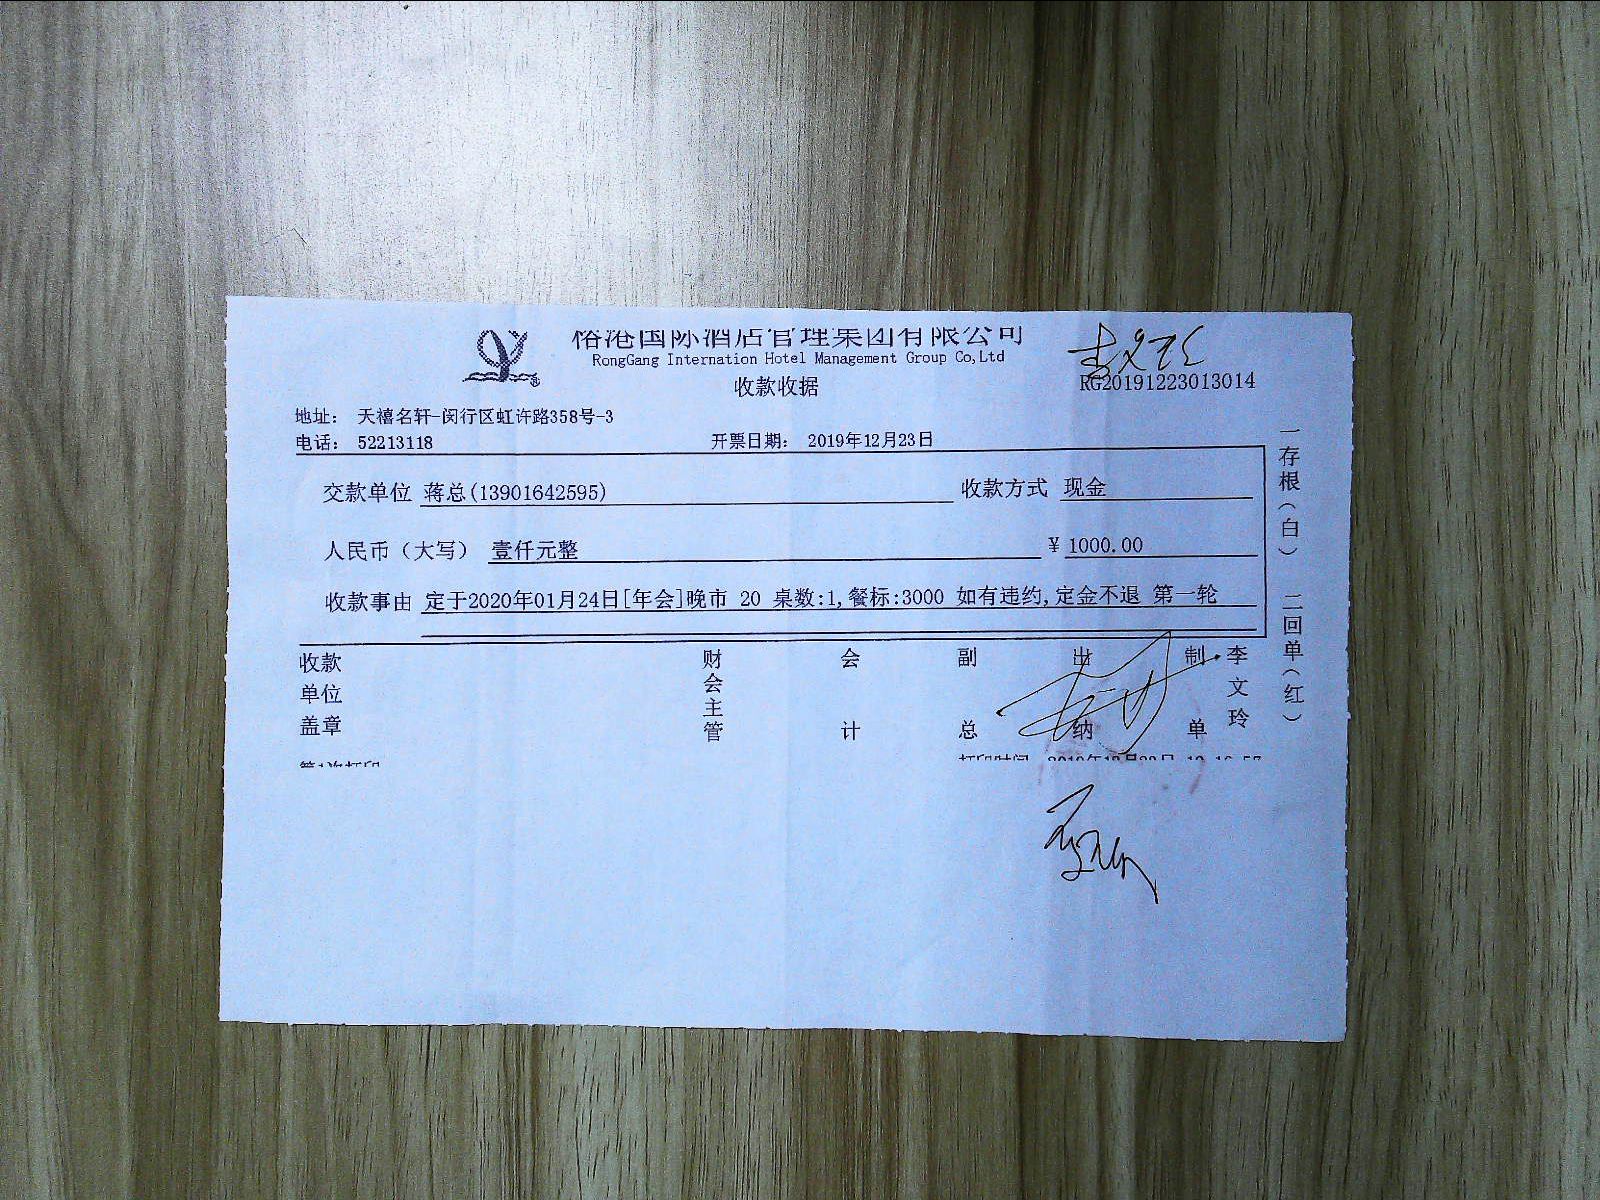 国际酒店管理集团有限公司
RongGang Internation Hotel Management Group Co,Ltd
收款收据
RG20191223013014
地址： 天禧名轩-闵行区虹许路358号-3
电话： 52213118 开票日期： 2019年12月23日
交款单位 蒋总(13901642595) 收款方式 现金
人民币（大写） 壹仟元整 ¥ 1000.00
收款事由 定于2020年01月24日[年会]晚市 20 桌数:1,餐标:3000 如有违约,定金不退 第一轮
收款单位盖章 财会主管 会计 副总 出纳 制单 李文玲
一存根（白） 二回单（红）